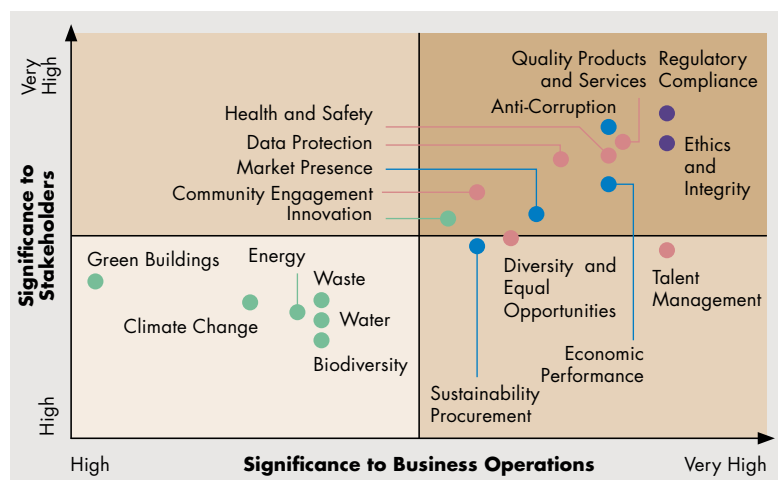 Very
High
Significance to
Stakeholders
High
Quality Products
and Services
Regulatory
Compliance
Anti-Corruption
Health and Safety
Data Protection
Market Presence
Community Engagement
Innovation
Ethics
and
Integrity
Green Buildings
Energy
Waste
Climate Change
Water
Biodiversity
Diversity and
Equal
Opportunities
Talent
Management
Economic
Performance
Sustainability
Procurement
High
Significance to Business Operations
Very High